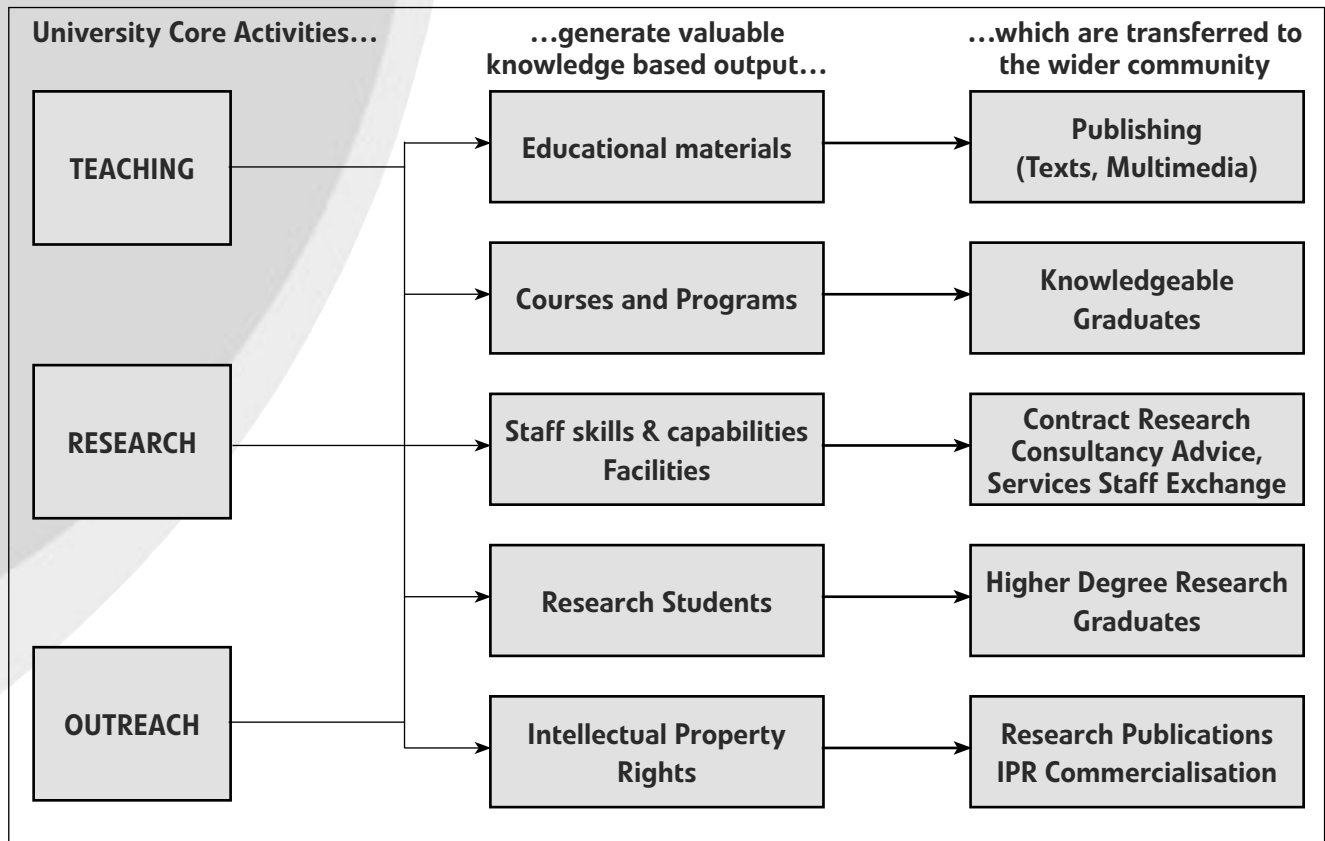 University Core Activities…
…generate valuable
knowledge based output…
…which are transferred to
the wider community
TEACHING
RESEARCH
OUTREACH
Educational materials
Courses and Programs
Staff skills & capabilities
Facilities
Research Students
Intellectual Property
Rights
Publishing
(Texts, Multimedia)
Knowledgeable
Graduates
Contract Research
Consultancy Advice,
Services Staff Exchange
Higher Degree Research
Graduates
Research Publications
IPR Commercialisation